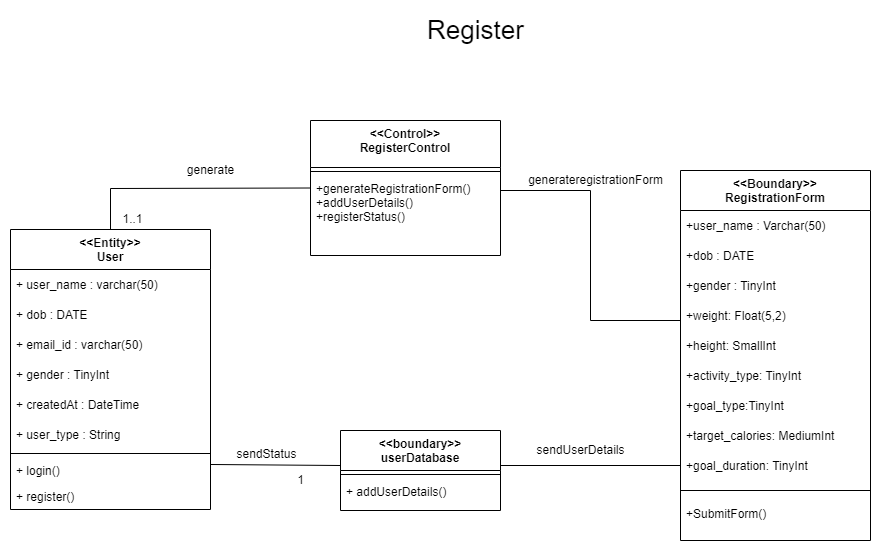 Register
<<Control>>
RegisterControl
+generateRegistrationForm()
+addUserDetails()
+registerStatus()
generate
1..1
generateregistrationForm
<<Entity>>
User
+ user_name : varchar(50)
+ dob : DATE
+ email_id : varchar(50)
+ gender : TinyInt
+ createdAt : DateTime
+ user_type : String
+ login()
+ register()
sendStatus
1
<<boundary>>
userDatabase
+ addUserDetails()
sendUserDetails
<<Boundary>>
RegistrationForm
+user_name : Varchar(50)
+dob : DATE
+gender : TinyInt
+weight: Float(5,2)
+height: SmallInt
+activity_type: TinyInt
+goal_type:TinyInt
+target_calories: MediumInt
+goal_duration: TinyInt
+SubmitForm()